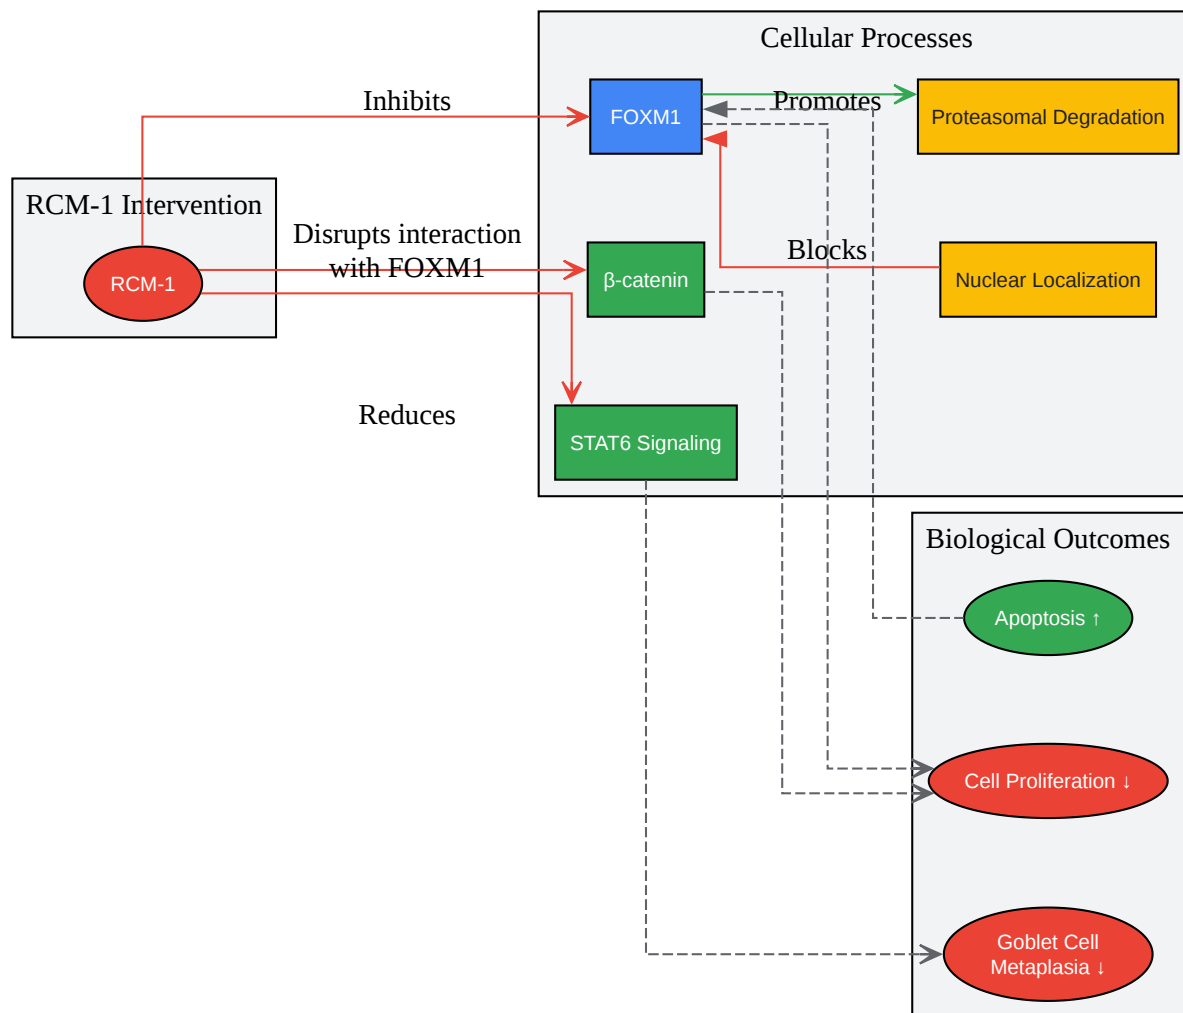 Cellular Processes
Inhibits
FOXM1
Promotes
Proteasomal Degradation
RCM-1 Intervention
Disrupts interaction
with FOXM1
Blocks
RCM-1
β-catenin
Nuclear Localization
Reduces
STAT6 Signaling
Biological Outcomes
Apoptosis ↑
Cell Proliferation ↓
Goblet Cell
Metaplasia ↓